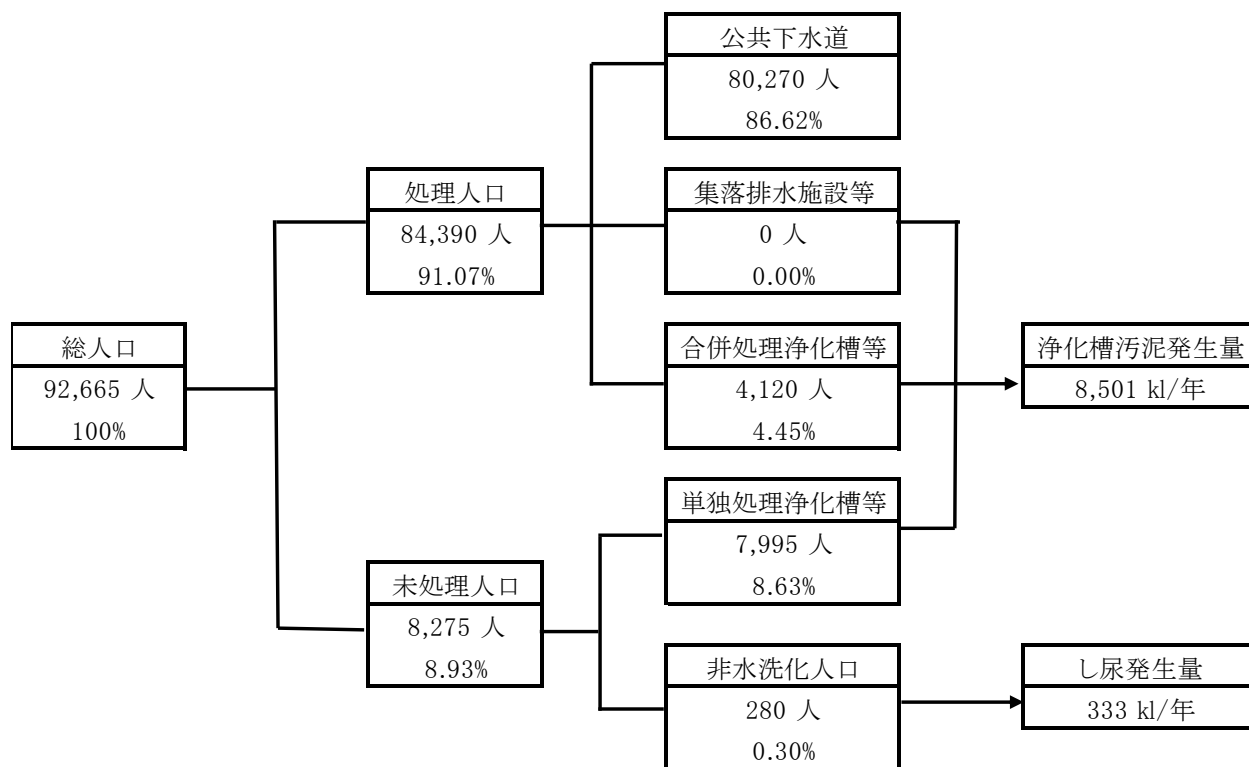 公共下水道
80,270 人
86.62%
処理人口
84,390 人
91.07%
集落排水施設等
0 人
0.00%
総人口
92,665 人
100%
合併処理浄化槽等
4,120 人
4.45%
浄化槽汚泥発生量
8,501 kl/年
単独処理浄化槽等
7,995 人
8.63%
未処理人口
8,275 人
8.93%
非水洗化人口
280 人
0.30%
し尿発生量
333 kl/年